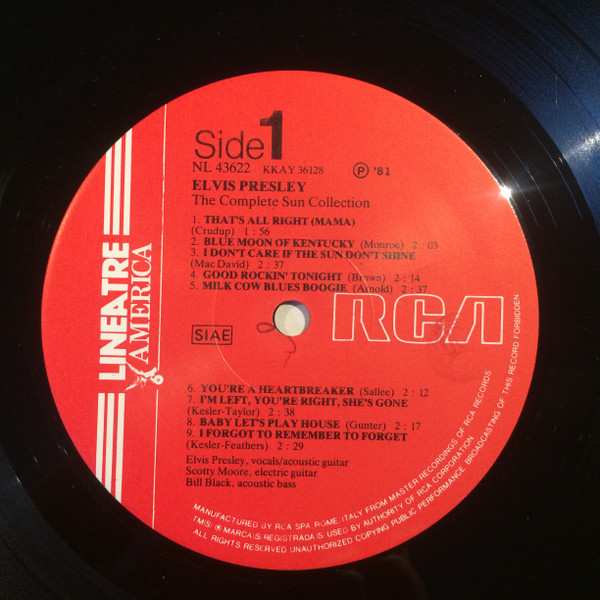 Side 1
NL 43622 KKAY 36128 Ⓟ '81
ELVIS PRESLEY
The Complete Sun Collection
1. THAT'S ALL RIGHT (MAMA)
(Crudup) 1 : 56
2. BLUE MOON OF KENTUCKY (Monroe) 2 : 03
3. I DON'T CARE IF THE SUN DON'T SHINE
(Mac David) 2 : 37
4. GOOD ROCKIN' TONIGHT (Brown) 2 : 14
5. MILK COW BLUES BOOGIE (Arnold) 2 : 37
LINEATRE
AMERICA
SIAE
RCA
6. YOU'RE A HEARTBREAKER (Sallee) 2 : 12
7. I'M LEFT, YOU'RE RIGHT, SHE'S GONE
(Kesler-Taylor) 2 : 38
8. BABY LET'S PLAY HOUSE (Gunter) 2 : 17
9. I FORGOT TO REMEMBER TO FORGET
(Kesler-Feathers) 2 : 29
Elvis Presley, vocals/acoustic guitar
Scotty Moore, electric guitar
Bill Black, acoustic bass
MANUFACTURED BY RCA SPA, ROME, ITALY FROM MASTER RECORDINGS OF RCA RECORDS
TM(S) ® MARCA(S) REGISTRADA(S) USED BY AUTHORITY OF RCA CORPORATION
ALL RIGHTS RESERVED UNAUTHORIZED COPYING PUBLIC PERFORMANCE BROADCASTING OF THIS RECORD FORBIDDEN